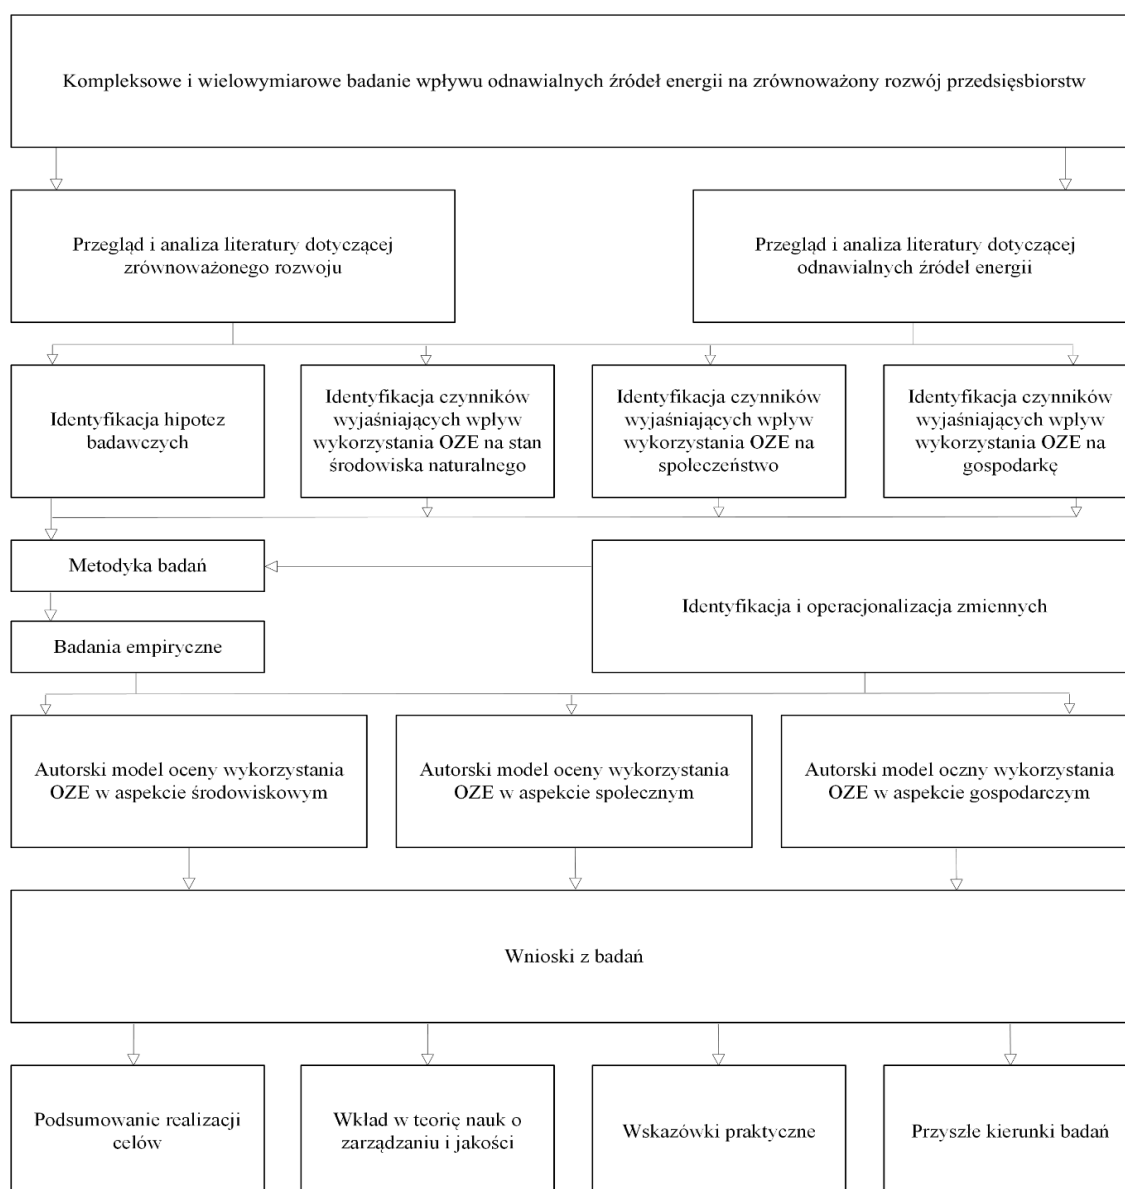 Kompleksowe i wielowymiarowe badanie wpływu odnawialnych źródeł energii na zrównoważony rozwój przedsiębiorstw
Przegląd i analiza literatury dotyczącej
zrównoważonego rozwoju
Przegląd i analiza literatury dotyczącej
odnawialnych źródeł energii
Identyfikacja hipotez
badawczych
Identyfikacja czynników
wyjaśniających wpływ
wykorzystania OZE na stan
środowiska naturalnego
Identyfikacja czynników
wyjaśniających wpływ
wykorzystania OZE na
społeczeństwo
Identyfikacja czynników
wyjaśniających wpływ
wykorzystania OZE na
gospodarkę
Metodyka badań
Identyfikacja i operacjonalizacja zmiennych
Badania empiryczne
Autorski model oceny wykorzystania
OZE w aspekcie środowiskowym
Autorski model oceny wykorzystania
OZE w aspekcie społecznym
Autorski model oczny wykorzystania
OZE w aspekcie gospodarczym
Wnioski z badań
Podsumowanie realizacji
celów
Wkład w teorię nauk o
zarządzaniu i jakości
Wskazówki praktyczne
Przyszłe kierunki badań